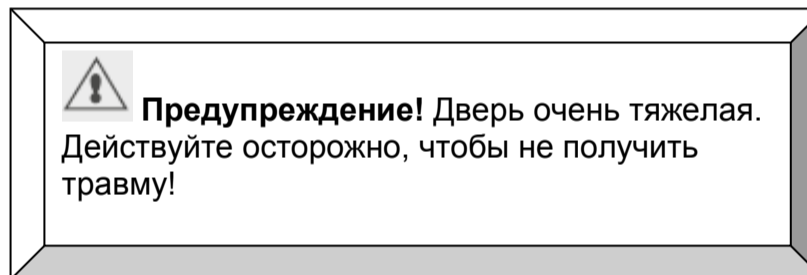 Предупреждение! Дверь очень тяжелая.
Действуйте осторожно, чтобы не получить
травму!